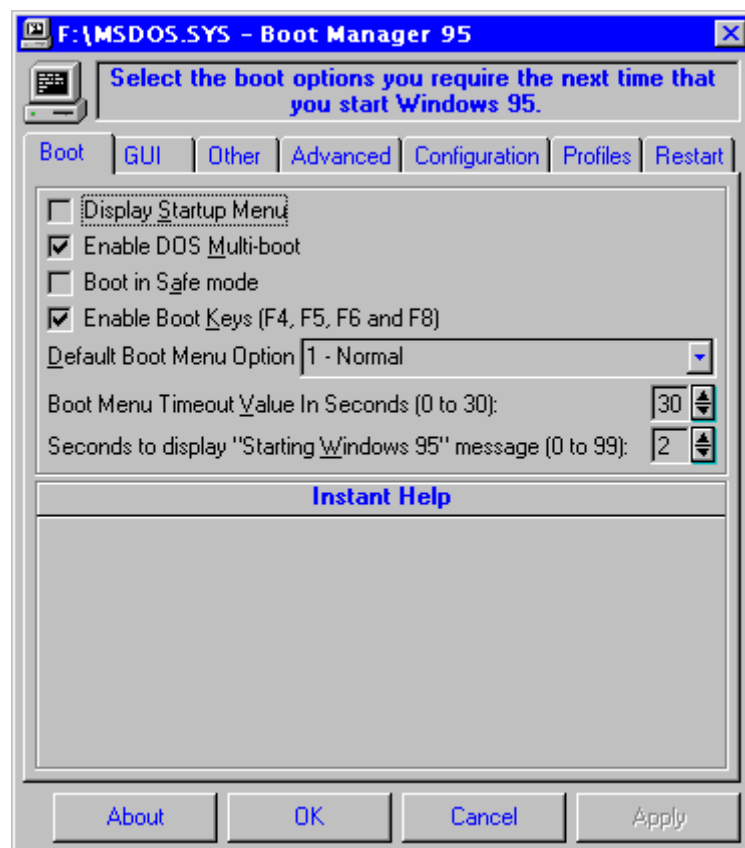 F:\MSDOS.SYS - Boot Manager 95
Select the boot options you require the next time that
you start Windows 95.
Boot GUI Other Advanced Configuration Profiles Restart
Display Startup Menu
Enable DOS Multi-boot
Boot in Safe mode
Enable Boot Keys (F4, F5, F6 and F8)
Default Boot Menu Option 1 - Normal
Boot Menu Timeout Value In Seconds (0 to 30): 30
Seconds to display "Starting Windows 95" message (0 to 99): 2
Instant Help
About OK Cancel Apply